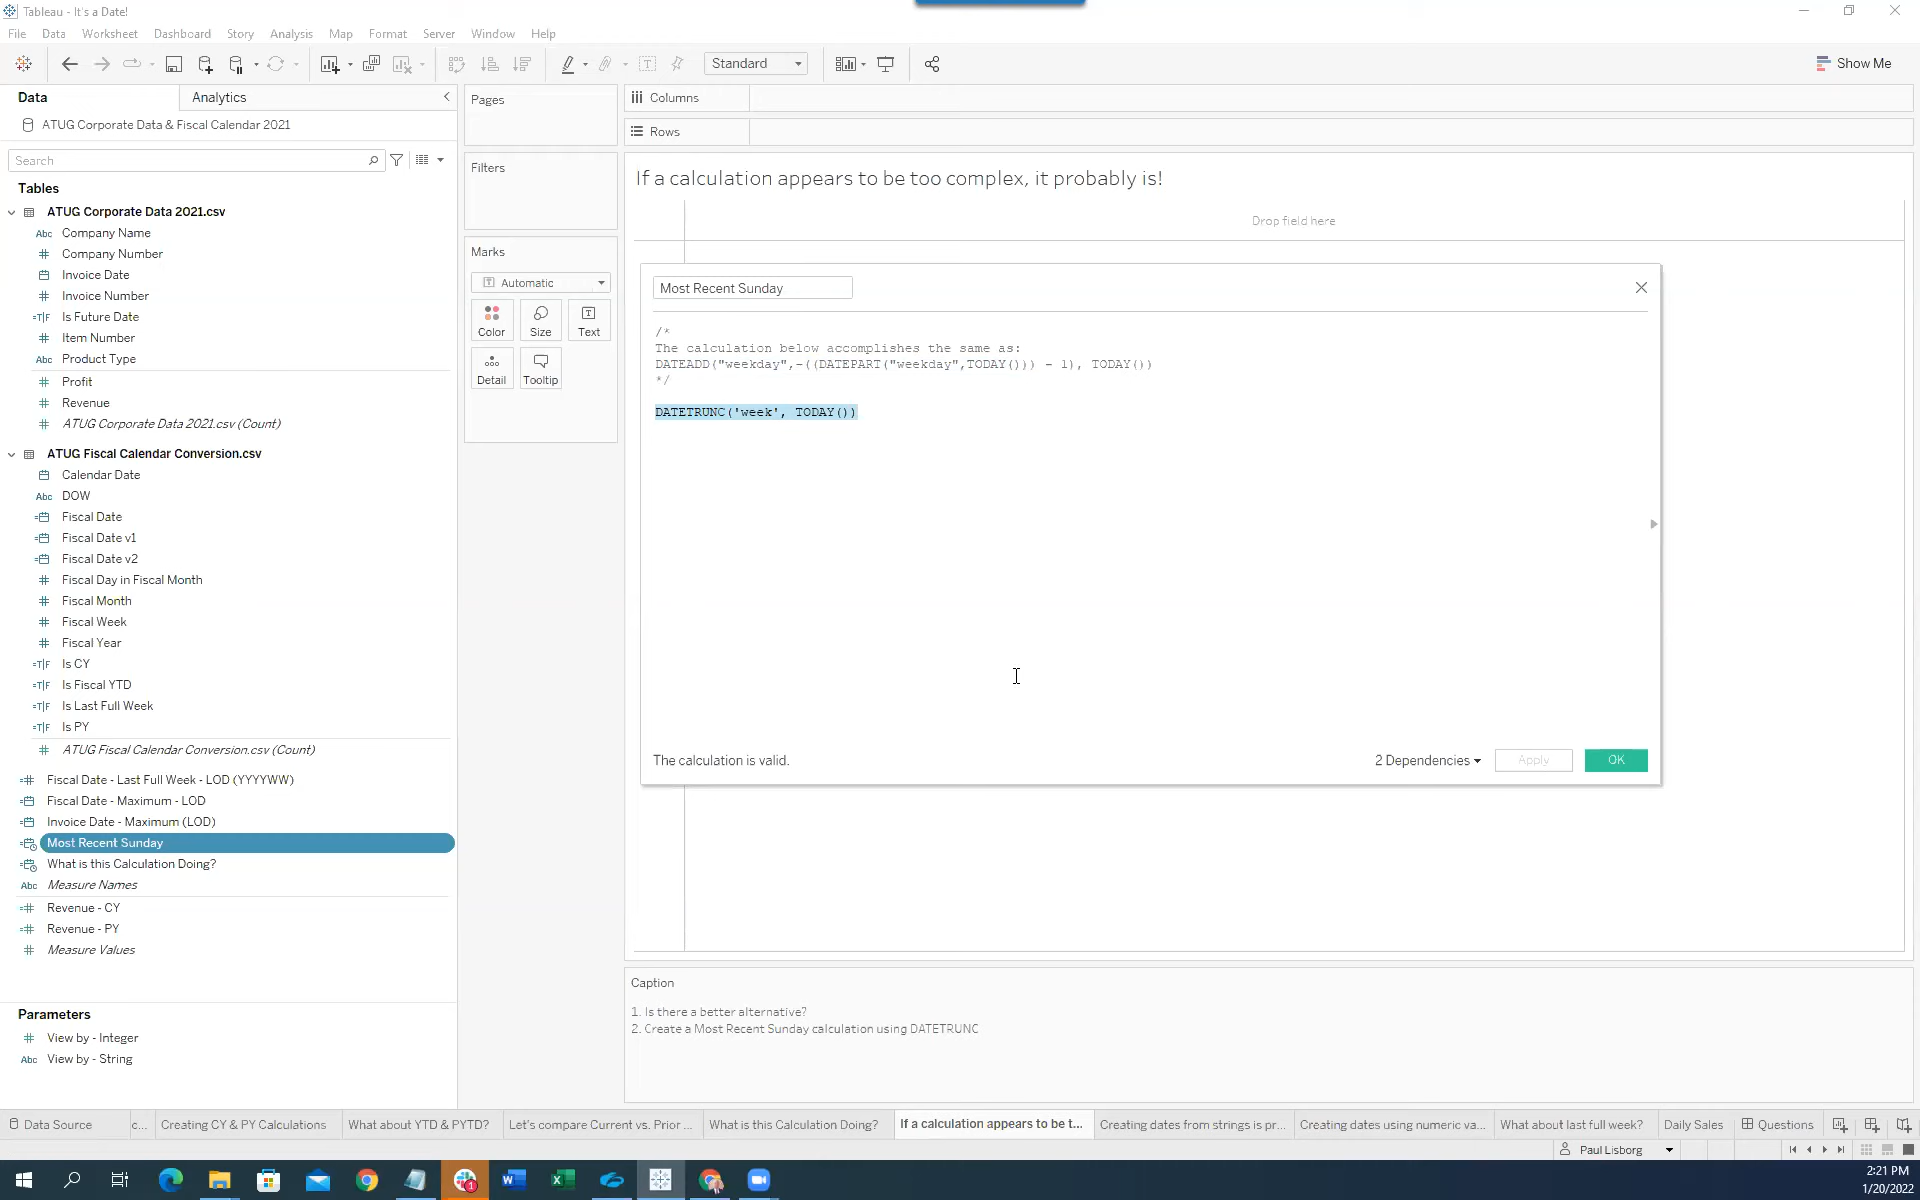 Tableau - It's a Date!
File Data Worksheet Dashboard Story Analysis Map Format Server Window Help
Standard
Show Me
Data
Analytics
ATUG Corporate Data & Fiscal Calendar 2021
Search
Tables
ATUG Corporate Data 2021.csv
Abc Company Name
# Company Number
Invoice Date
# Invoice Number
=T|F Is Future Date
# Item Number
Abc Product Type
# Profit
# Revenue
# ATUG Corporate Data 2021.csv (Count)
ATUG Fiscal Calendar Conversion.csv
Calendar Date
Abc DOW
Fiscal Date
Fiscal Date v1
Fiscal Date v2
# Fiscal Day in Fiscal Month
# Fiscal Month
# Fiscal Week
# Fiscal Year
=T|F Is CY
=T|F Is Fiscal YTD
=T|F Is Last Full Week
=T|F Is PY
# ATUG Fiscal Calendar Conversion.csv (Count)
=# Fiscal Date - Last Full Week - LOD (YYYYWW)
Fiscal Date - Maximum - LOD
Invoice Date - Maximum (LOD)
Most Recent Sunday
What is this Calculation Doing?
Abc Measure Names
=# Revenue - CY
=# Revenue - PY
# Measure Values
Parameters
# View by - Integer
Abc View by - String
Pages
Filters
Marks
Automatic
Color Size Text
Detail Tooltip
Columns
Rows
If a calculation appears to be too complex, it probably is!
Drop field here
Most Recent Sunday
/*
The calculation below accomplishes the same as:
DATEADD("weekday",-((DATEPART("weekday",TODAY())) - 1), TODAY())
*/
DATETRUNC('week', TODAY())
The calculation is valid.
2 Dependencies
Apply
OK
Caption
1. Is there a better alternative?
2. Create a Most Recent Sunday calculation using DATETRUNC
Data Source c... Creating CY & PY Calculations What about YTD & PYTD? Let's compare Current vs. Prior ... What is this Calculation Doing? If a calculation appears to be t... Creating dates from strings is pr... Creating dates using numeric va... What about last full week? Daily Sales Questions
Paul Lisborg
1
2:21 PM
1/20/2022